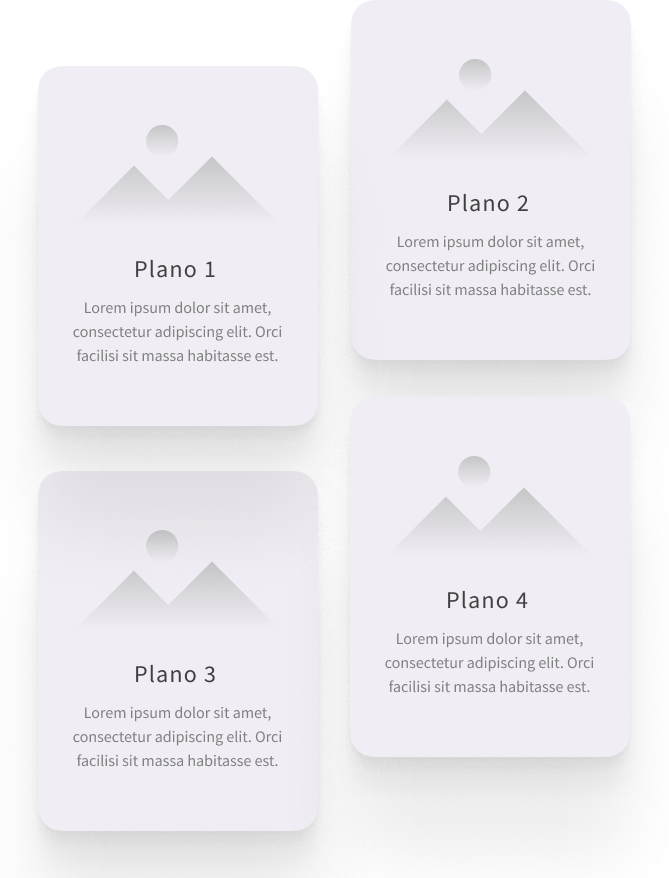 Plano 1
Lorem ipsum dolor sit amet,
consectetur adipiscing elit. Orci
facilisi sit massa habitasse est.
Plano 2
Lorem ipsum dolor sit amet,
consectetur adipiscing elit. Orci
facilisi sit massa habitasse est.
Plano 3
Lorem ipsum dolor sit amet,
consectetur adipiscing elit. Orci
facilisi sit massa habitasse est.
Plano 4
Lorem ipsum dolor sit amet,
consectetur adipiscing elit. Orci
facilisi sit massa habitasse est.